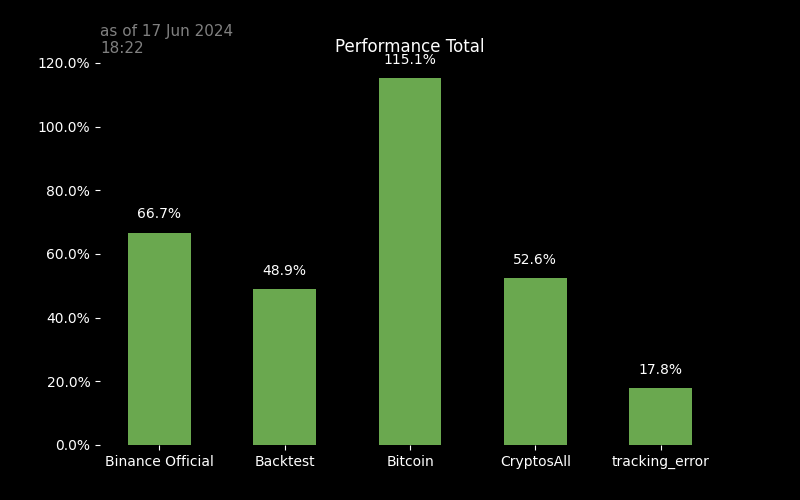 as of 17 Jun 2024
18:22
Performance Total
120.0%
100.0%
80.0%
60.0%
40.0%
20.0%
0.0%
66.7%
48.9%
115.1%
52.6%
17.8%
Binance Official
Backtest
Bitcoin
CryptosAll
tracking_error